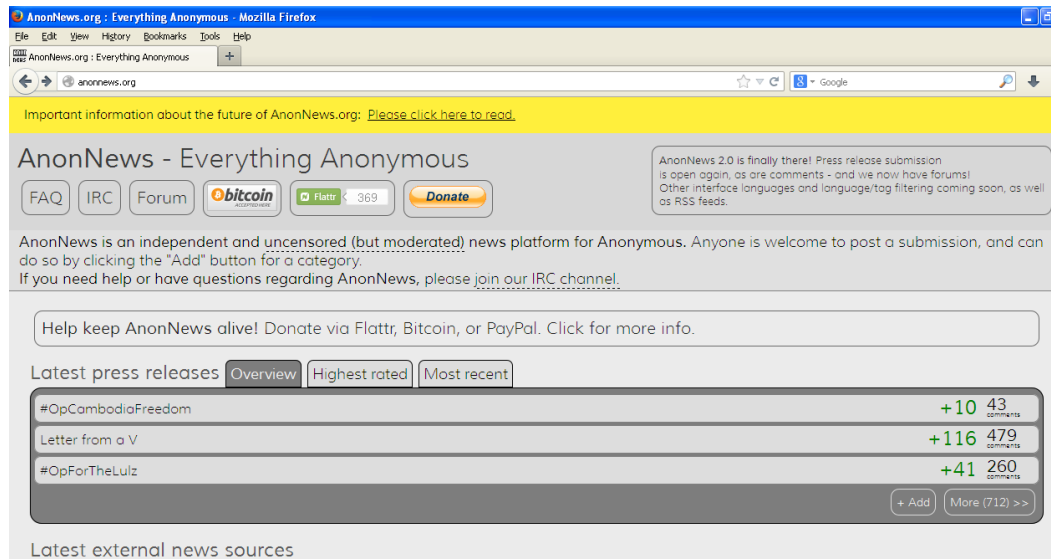 AnonNews.org : Everything Anonymous - Mozilla Firefox
File Edit View History Bookmarks Tools Help
AnonNews.org : Everything Anonymous +
anonnews.org Google
Important information about the future of AnonNews.org: Please click here to read.
AnonNews - Everything Anonymous
AnonNews 2.0 is finally there! Press release submission
is open again, as are comments - and we now have forums!
Other interface languages and language/tag filtering coming soon, as well
as RSS feeds.
FAQ IRC Forum bitcoin ACCEPTED HERE Flattr 369 Donate
AnonNews is an independent and uncensored (but moderated) news platform for Anonymous. Anyone is welcome to post a submission, and can
do so by clicking the "Add" button for a category.
If you need help or have questions regarding AnonNews, please join our IRC channel.
Help keep AnonNews alive! Donate via Flattr, Bitcoin, or PayPal. Click for more info.
Latest press releases Overview Highest rated Most recent
#OpCambodiaFreedom +10 43 comments
Letter from a V +116 479 comments
#OpForTheLulz +41 260 comments
+ Add More (712) >>
Latest external news sources